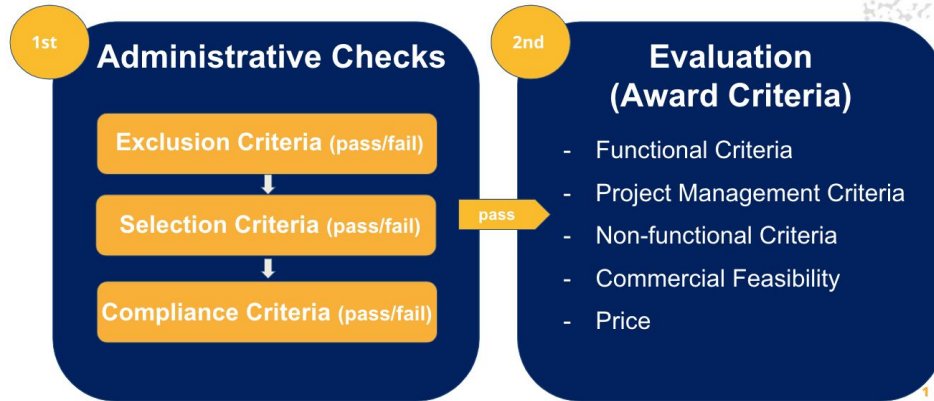 1st
Administrative Checks
Exclusion Criteria (pass/fail)
Selection Criteria (pass/fail)
Compliance Criteria (pass/fail)
pass
2nd
Evaluation
(Award Criteria)
- Functional Criteria
- Project Management Criteria
- Non-functional Criteria
- Commercial Feasibility
- Price
1